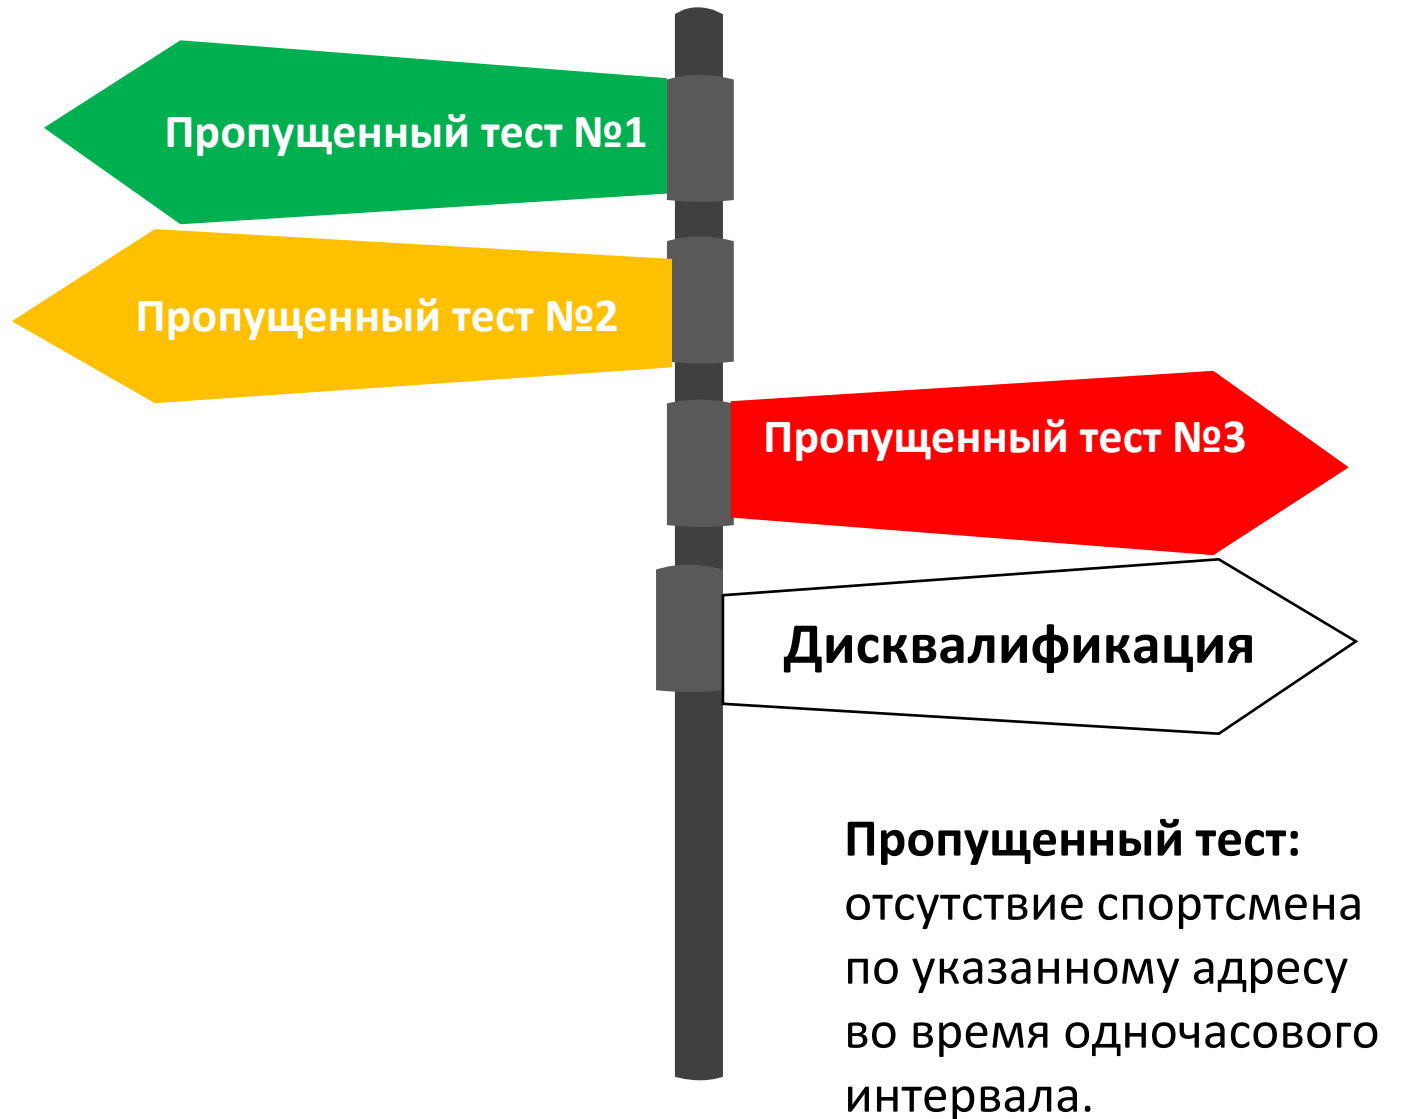 Пропущенный тест №1
Пропущенный тест №2
Пропущенный тест №3
Дисквалификация
Пропущенный тест:
отсутствие спортсмена
по указанному адресу
во время одночасового
интервала.